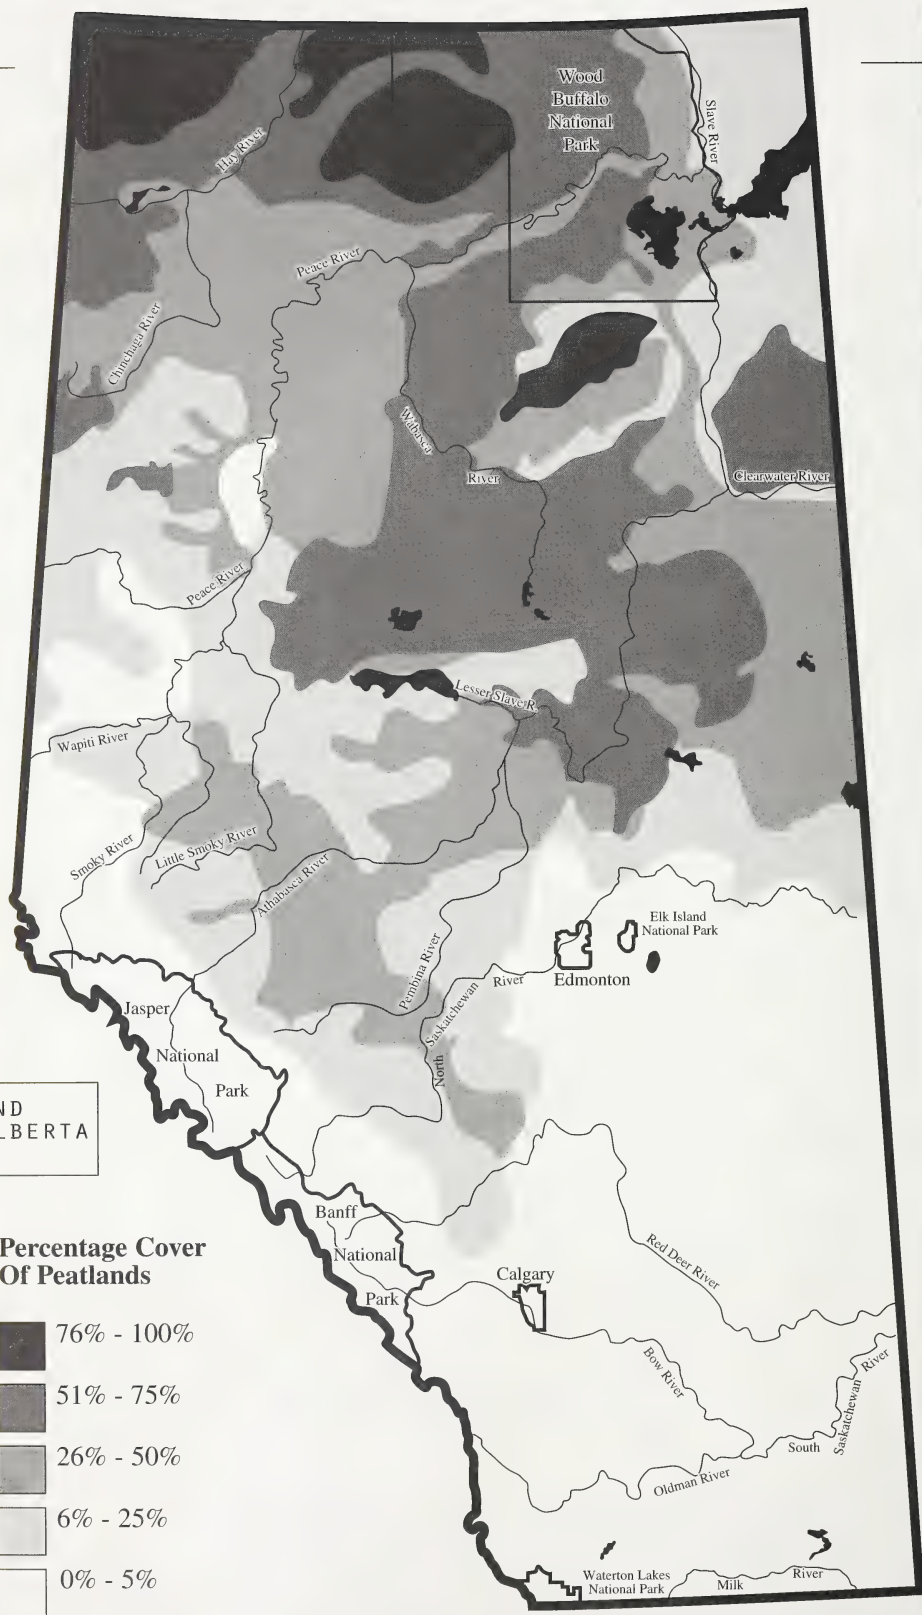 Wood
Buffalo
National
Park
Slave River
Hay River
Peace River
Chinchaga River
Wabasca
River
Clearwater River
Peace River
Lesser Slave R.
Wapiti River
Smoky River
Little Smoky River
Athabasca River
Elk Island
National Park
Pembina River
North
Saskatchewan
River
Edmonton
Jasper
National
Park
LBERTA
Banff
National
Park
Percentage Cover
Of Peatlands
Calgary
Red Deer River
76% - 100%
51% - 75%
26% - 50%
6% - 25%
0% - 5%
Bow River
South
Saskatchewan
River
Oldman River
Waterton Lakes
National Park
Milk
River